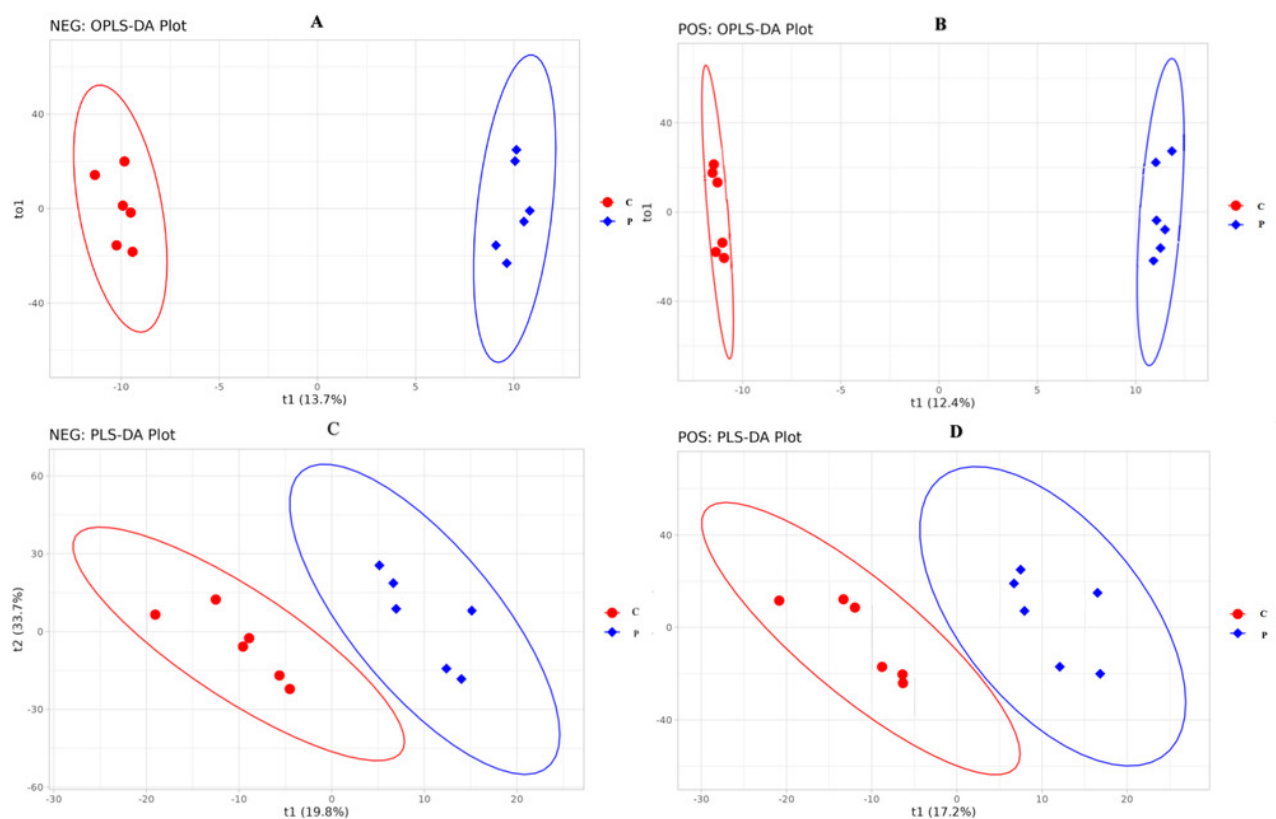 NEG: OPLS-DA Plot
A
to1
40
0
-40
-10
-5
0
5
10
t1 (13.7%)
C
P
POS: OPLS-DA Plot
B
to1
40
0
-40
-10
-5
0
5
10
t1 (12.4%)
C
P
NEG: PLS-DA Plot
C
t2 (33.7%)
60
30
0
-30
-60
-30
-20
-10
0
10
20
t1 (19.8%)
C
P
POS: PLS-DA Plot
D
40
0
-40
-30
-20
-10
0
10
20
t1 (17.2%)
C
P